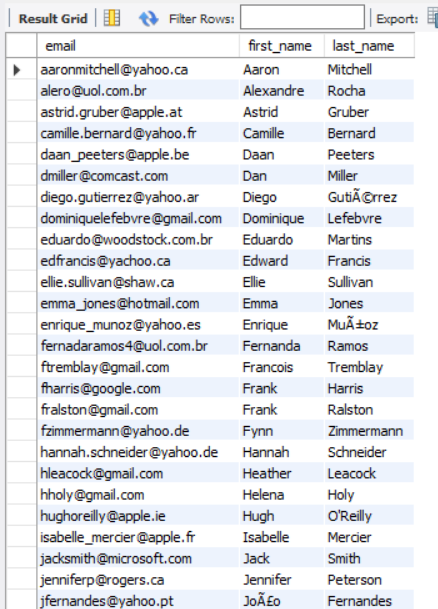 Result Grid Filter Rows: Export:
email first_name last_name
aaronmitchell@yahoo.ca Aaron Mitchell
alero@uol.com.br Alexandre Rocha
astrid.gruber@apple.at Astrid Gruber
camille.bernard@yahoo.fr Camille Bernard
daan_peeters@apple.be Daan Peeters
dmiller@comcast.com Dan Miller
diego.gutierrez@yahoo.ar Diego GutiÃ©rrez
dominiquelefebvre@gmail.com Dominique Lefebvre
eduardo@woodstock.com.br Eduardo Martins
edfrancis@yachoo.ca Edward Francis
ellie.sullivan@shaw.ca Ellie Sullivan
emma_jones@hotmail.com Emma Jones
enrique_munoz@yahoo.es Enrique MuÃ±oz
fernadaramos4@uol.com.br Fernanda Ramos
ftremblay@gmail.com Francois Tremblay
fharris@google.com Frank Harris
fralston@gmail.com Frank Ralston
fzimmermann@yahoo.de Fynn Zimmermann
hannah.schneider@yahoo.de Hannah Schneider
hleacock@gmail.com Heather Leacock
hholy@gmail.com Helena Holy
hughoreilly@apple.ie Hugh O'Reilly
isabelle_mercier@apple.fr Isabelle Mercier
jacksmith@microsoft.com Jack Smith
jenniferp@rogers.ca Jennifer Peterson
jfernandes@yahoo.pt JoÃ£o Fernandes